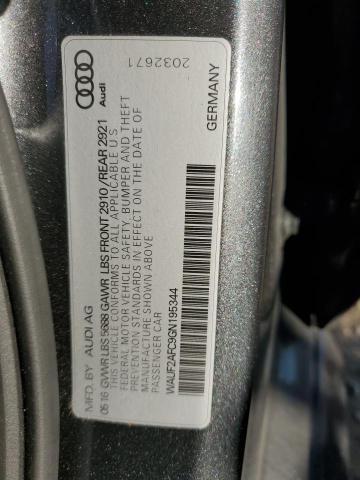 MFD. BY AUDI AG
05 16 GVWR LBS 5688 GAWR LBS FRONT 2910/REAR 2921
THIS VEHICLE CONFORMS TO ALL APPLICABLE U S
FEDERAL MOTOR VEHICLE SAFETY, BUMPER AND THEFT
PREVENTION STANDARDS IN EFFECT ON THE DATE OF
MANUFACTURE SHOWN ABOVE
PASSENGER CAR
WAUF2AFC9GN195344
Audi
2032671
GERMANY